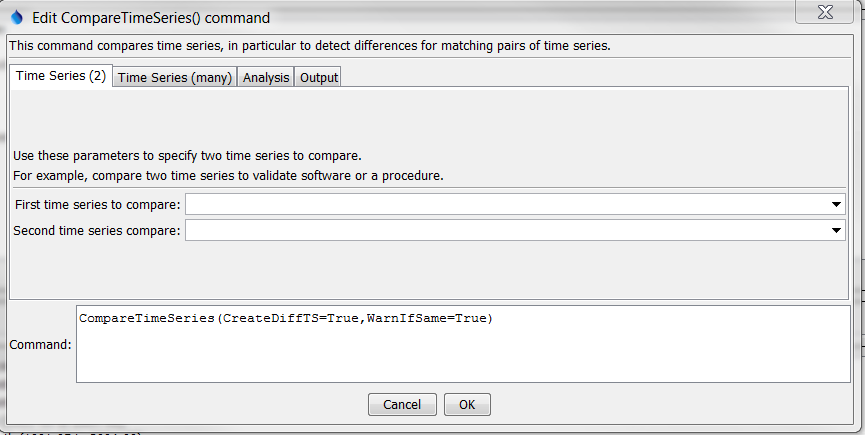 Edit CompareTimeSeries() command
This command compares time series, in particular to detect differences for matching pairs of time series.
Time Series (2) Time Series (many) Analysis Output
Use these parameters to specify two time series to compare.
For example, compare two time series to validate software or a procedure.
First time series to compare:
Second time series compare:
Command: CompareTimeSeries(CreateDiffTS=True,WarnIfSame=True)
Cancel OK